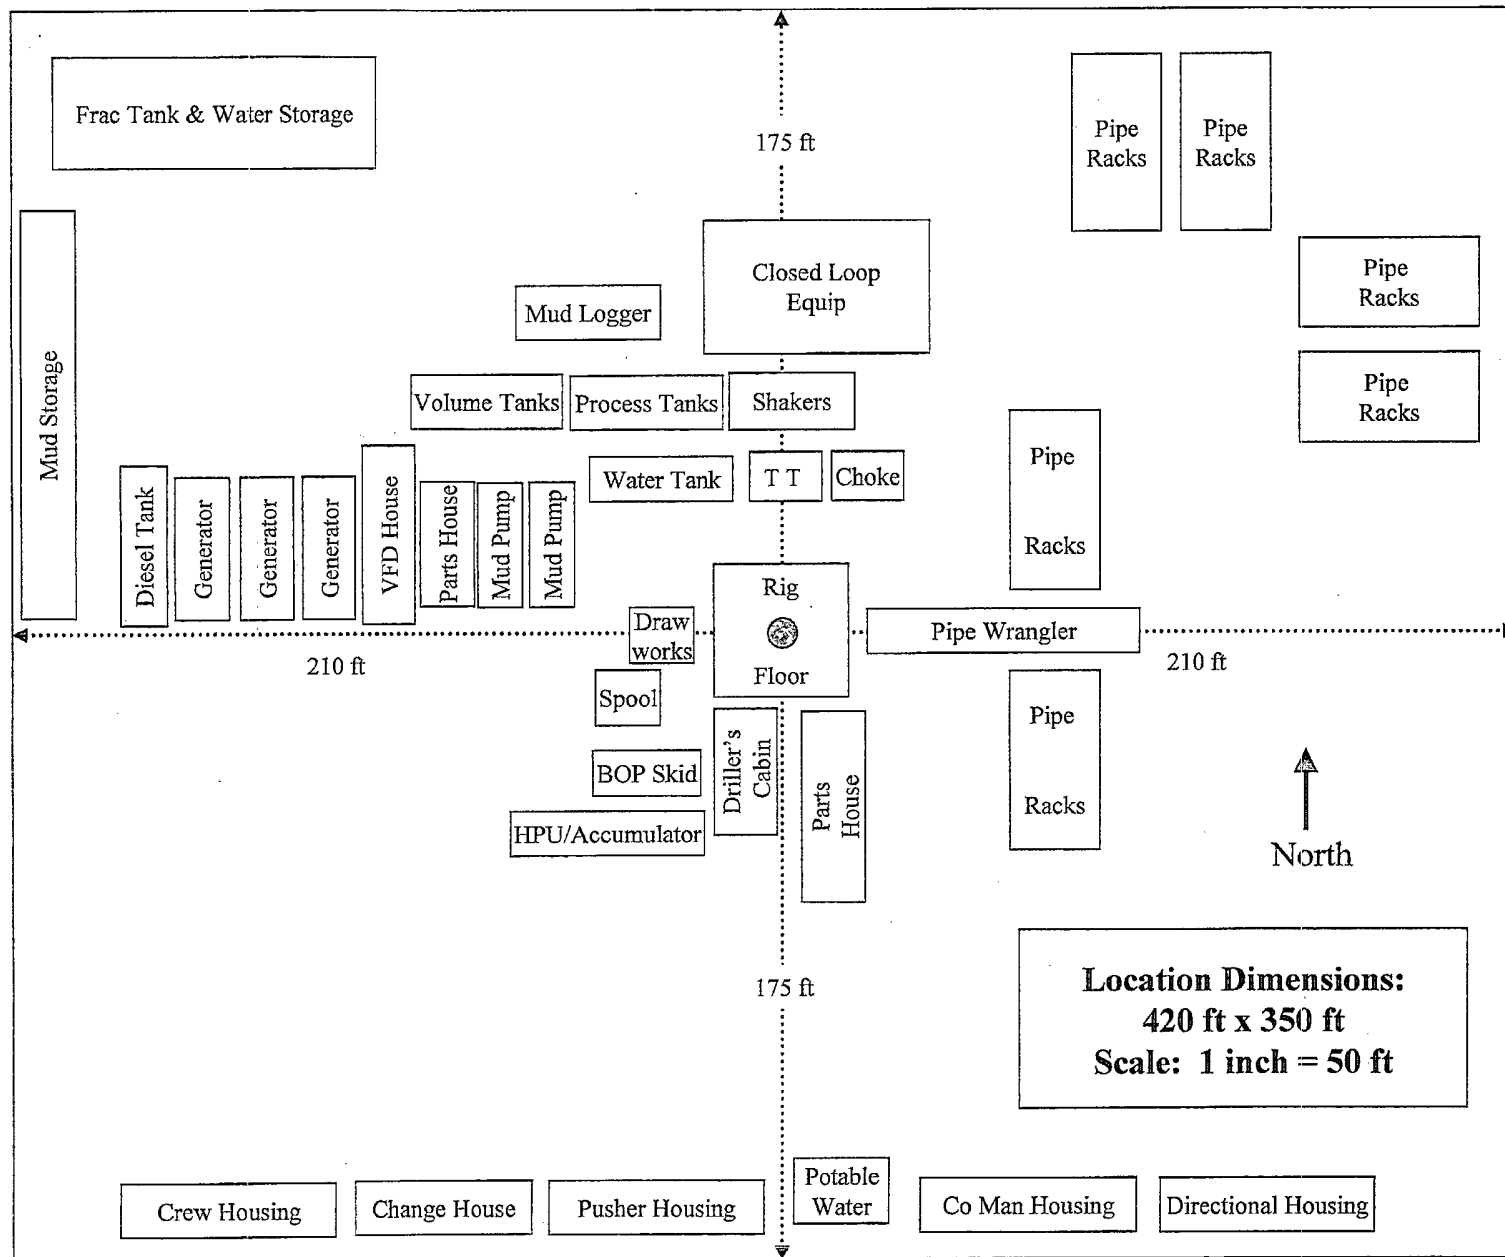 Frac Tank & Water Storage
175 ft
Pipe
Racks
Pipe
Racks
Closed Loop
Equip
Pipe
Racks
Mud Logger
Mud Storage
Volume Tanks
Process Tanks
Shakers
Pipe
Racks
Water Tank
T T
Choke
Pipe
Racks
Diesel Tank
Generator
Generator
Generator
VFD House
Parts House
Mud Pump
Mud Pump
Rig
Floor
Draw
works
Pipe Wrangler
210 ft
210 ft
Spool
Driller's
Cabin
Parts
House
Pipe
Racks
BOP Skid
HPU/Accumulator
North
Location Dimensions:
420 ft x 350 ft
Scale: 1 inch = 50 ft
175 ft
Crew Housing
Change House
Pusher Housing
Potable
Water
Co Man Housing
Directional Housing